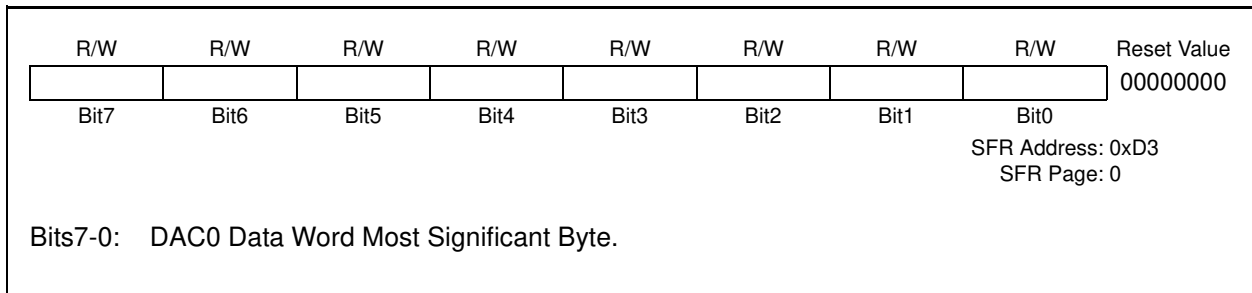 R/W R/W R/W R/W R/W R/W R/W R/W Reset Value
00000000
Bit7 Bit6 Bit5 Bit4 Bit3 Bit2 Bit1 Bit0
SFR Address: 0xD3
SFR Page: 0
Bits7-0: DAC0 Data Word Most Significant Byte.